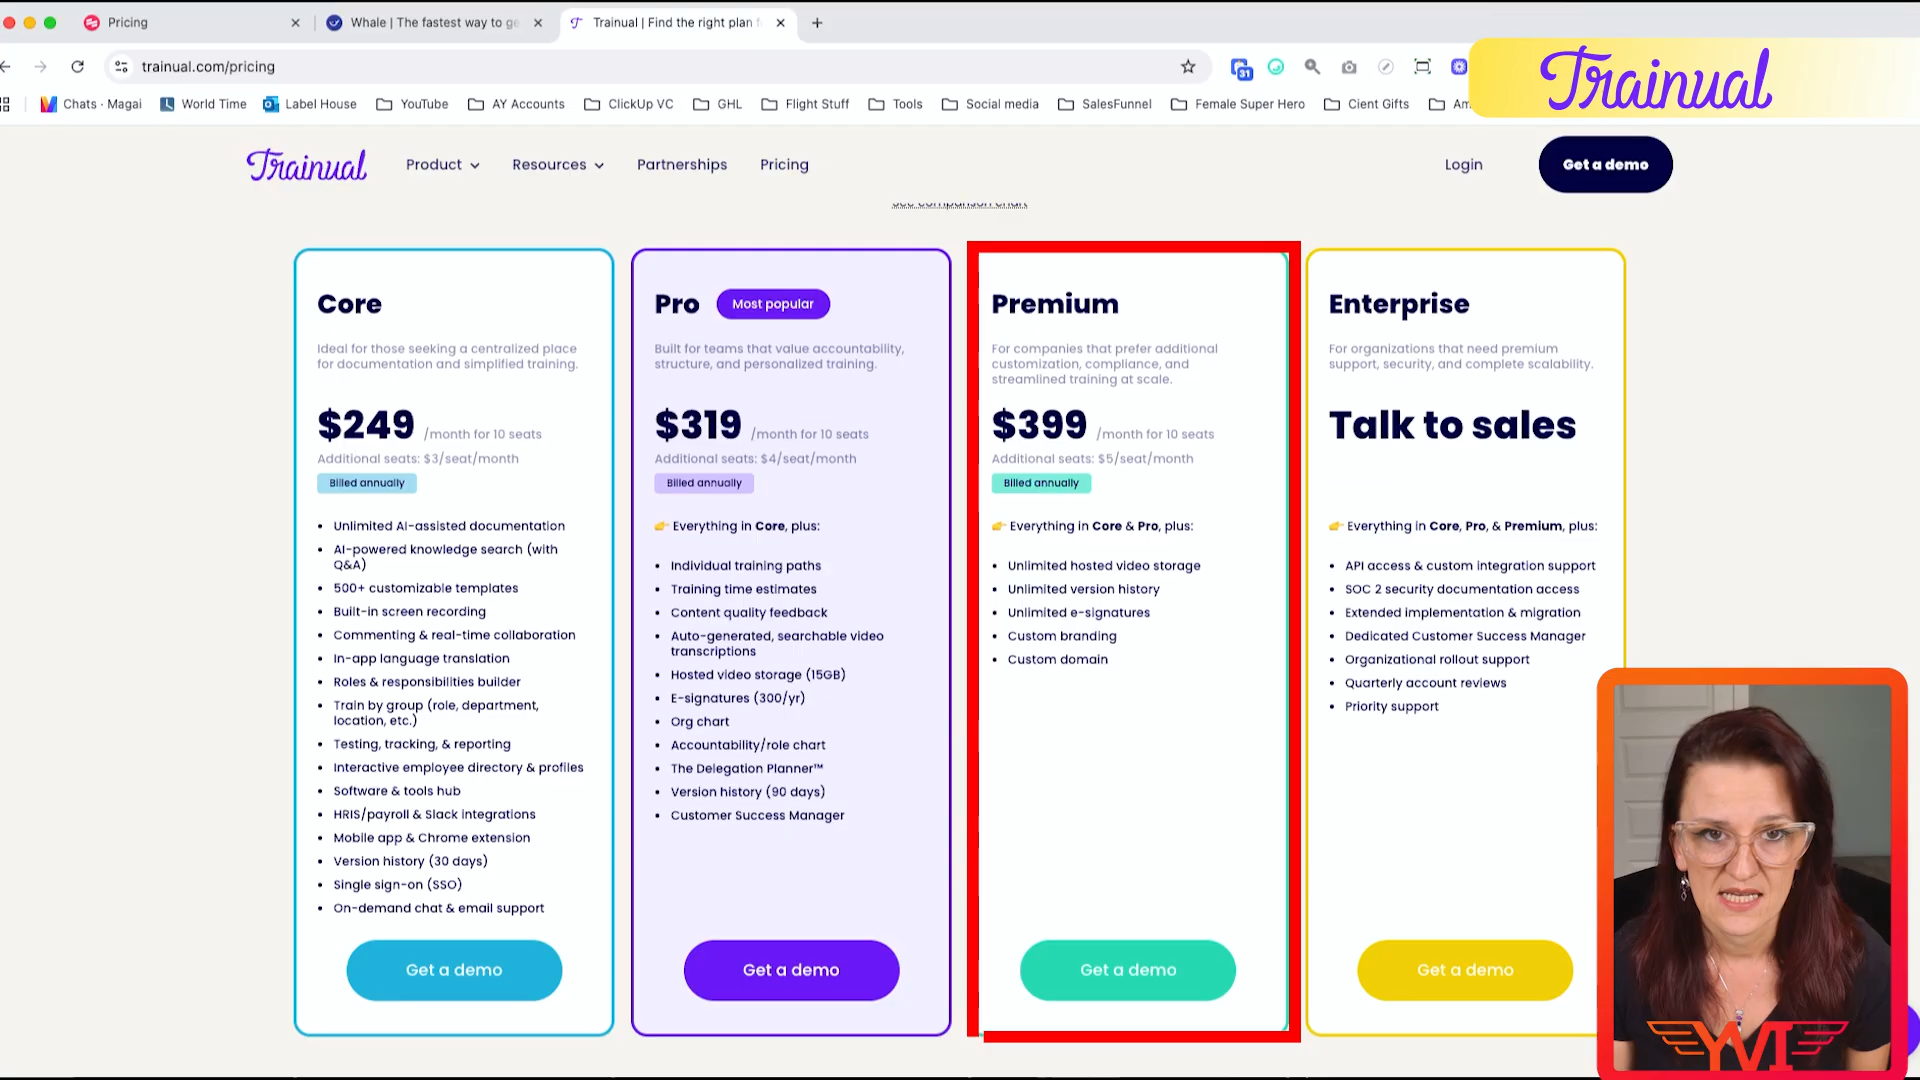 Pricing
Whale | The fastest way to ge
Trainual | Find the right plan f
trainual.com/pricing
31
Trainual
Chats · Magai
World Time
Label House
YouTube
AY Accounts
ClickUp VC
GHL
Flight Stuff
Tools
Social media
SalesFunnel
Female Super Hero
Cient Gifts
Am
Trainual
Product
Resources
Partnerships
Pricing
Login
Get a demo
See comparison chart
Core
Ideal for those seeking a centralized place
for documentation and simplified training.
$249 /month for 10 seats
Additional seats: $3/seat/month
Billed annually
• Unlimited AI-assisted documentation
• AI-powered knowledge search (with
Q&A)
• 500+ customizable templates
• Built-in screen recording
• Commenting & real-time collaboration
• In-app language translation
• Roles & responsibilities builder
• Train by group (role, department,
location, etc.)
• Testing, tracking, & reporting
• Interactive employee directory & profiles
• Software & tools hub
• HRIS/payroll & Slack integrations
• Mobile app & Chrome extension
• Version history (30 days)
• Single sign-on (SSO)
• On-demand chat & email support
Get a demo
Pro
Most popular
Built for teams that value accountability,
structure, and personalized training.
$319 /month for 10 seats
Additional seats: $4/seat/month
Billed annually
👉 Everything in Core, plus:
• Individual training paths
• Training time estimates
• Content quality feedback
• Auto-generated, searchable video
transcriptions
• Hosted video storage (15GB)
• E-signatures (300/yr)
• Org chart
• Accountability/role chart
• The Delegation Planner™
• Version history (90 days)
• Customer Success Manager
Get a demo
Premium
For companies that prefer additional
customization, compliance, and
streamlined training at scale.
$399 /month for 10 seats
Additional seats: $5/seat/month
Billed annually
👉 Everything in Core & Pro, plus:
• Unlimited hosted video storage
• Unlimited version history
• Unlimited e-signatures
• Custom branding
• Custom domain
Get a demo
Enterprise
For organizations that need premium
support, security, and complete scalability.
Talk to sales
👉 Everything in Core, Pro, & Premium, plus:
• API access & custom integration support
• SOC 2 security documentation access
• Extended implementation & migration
• Dedicated Customer Success Manager
• Organizational rollout support
• Quarterly account reviews
• Priority support
Get a demo
YVI